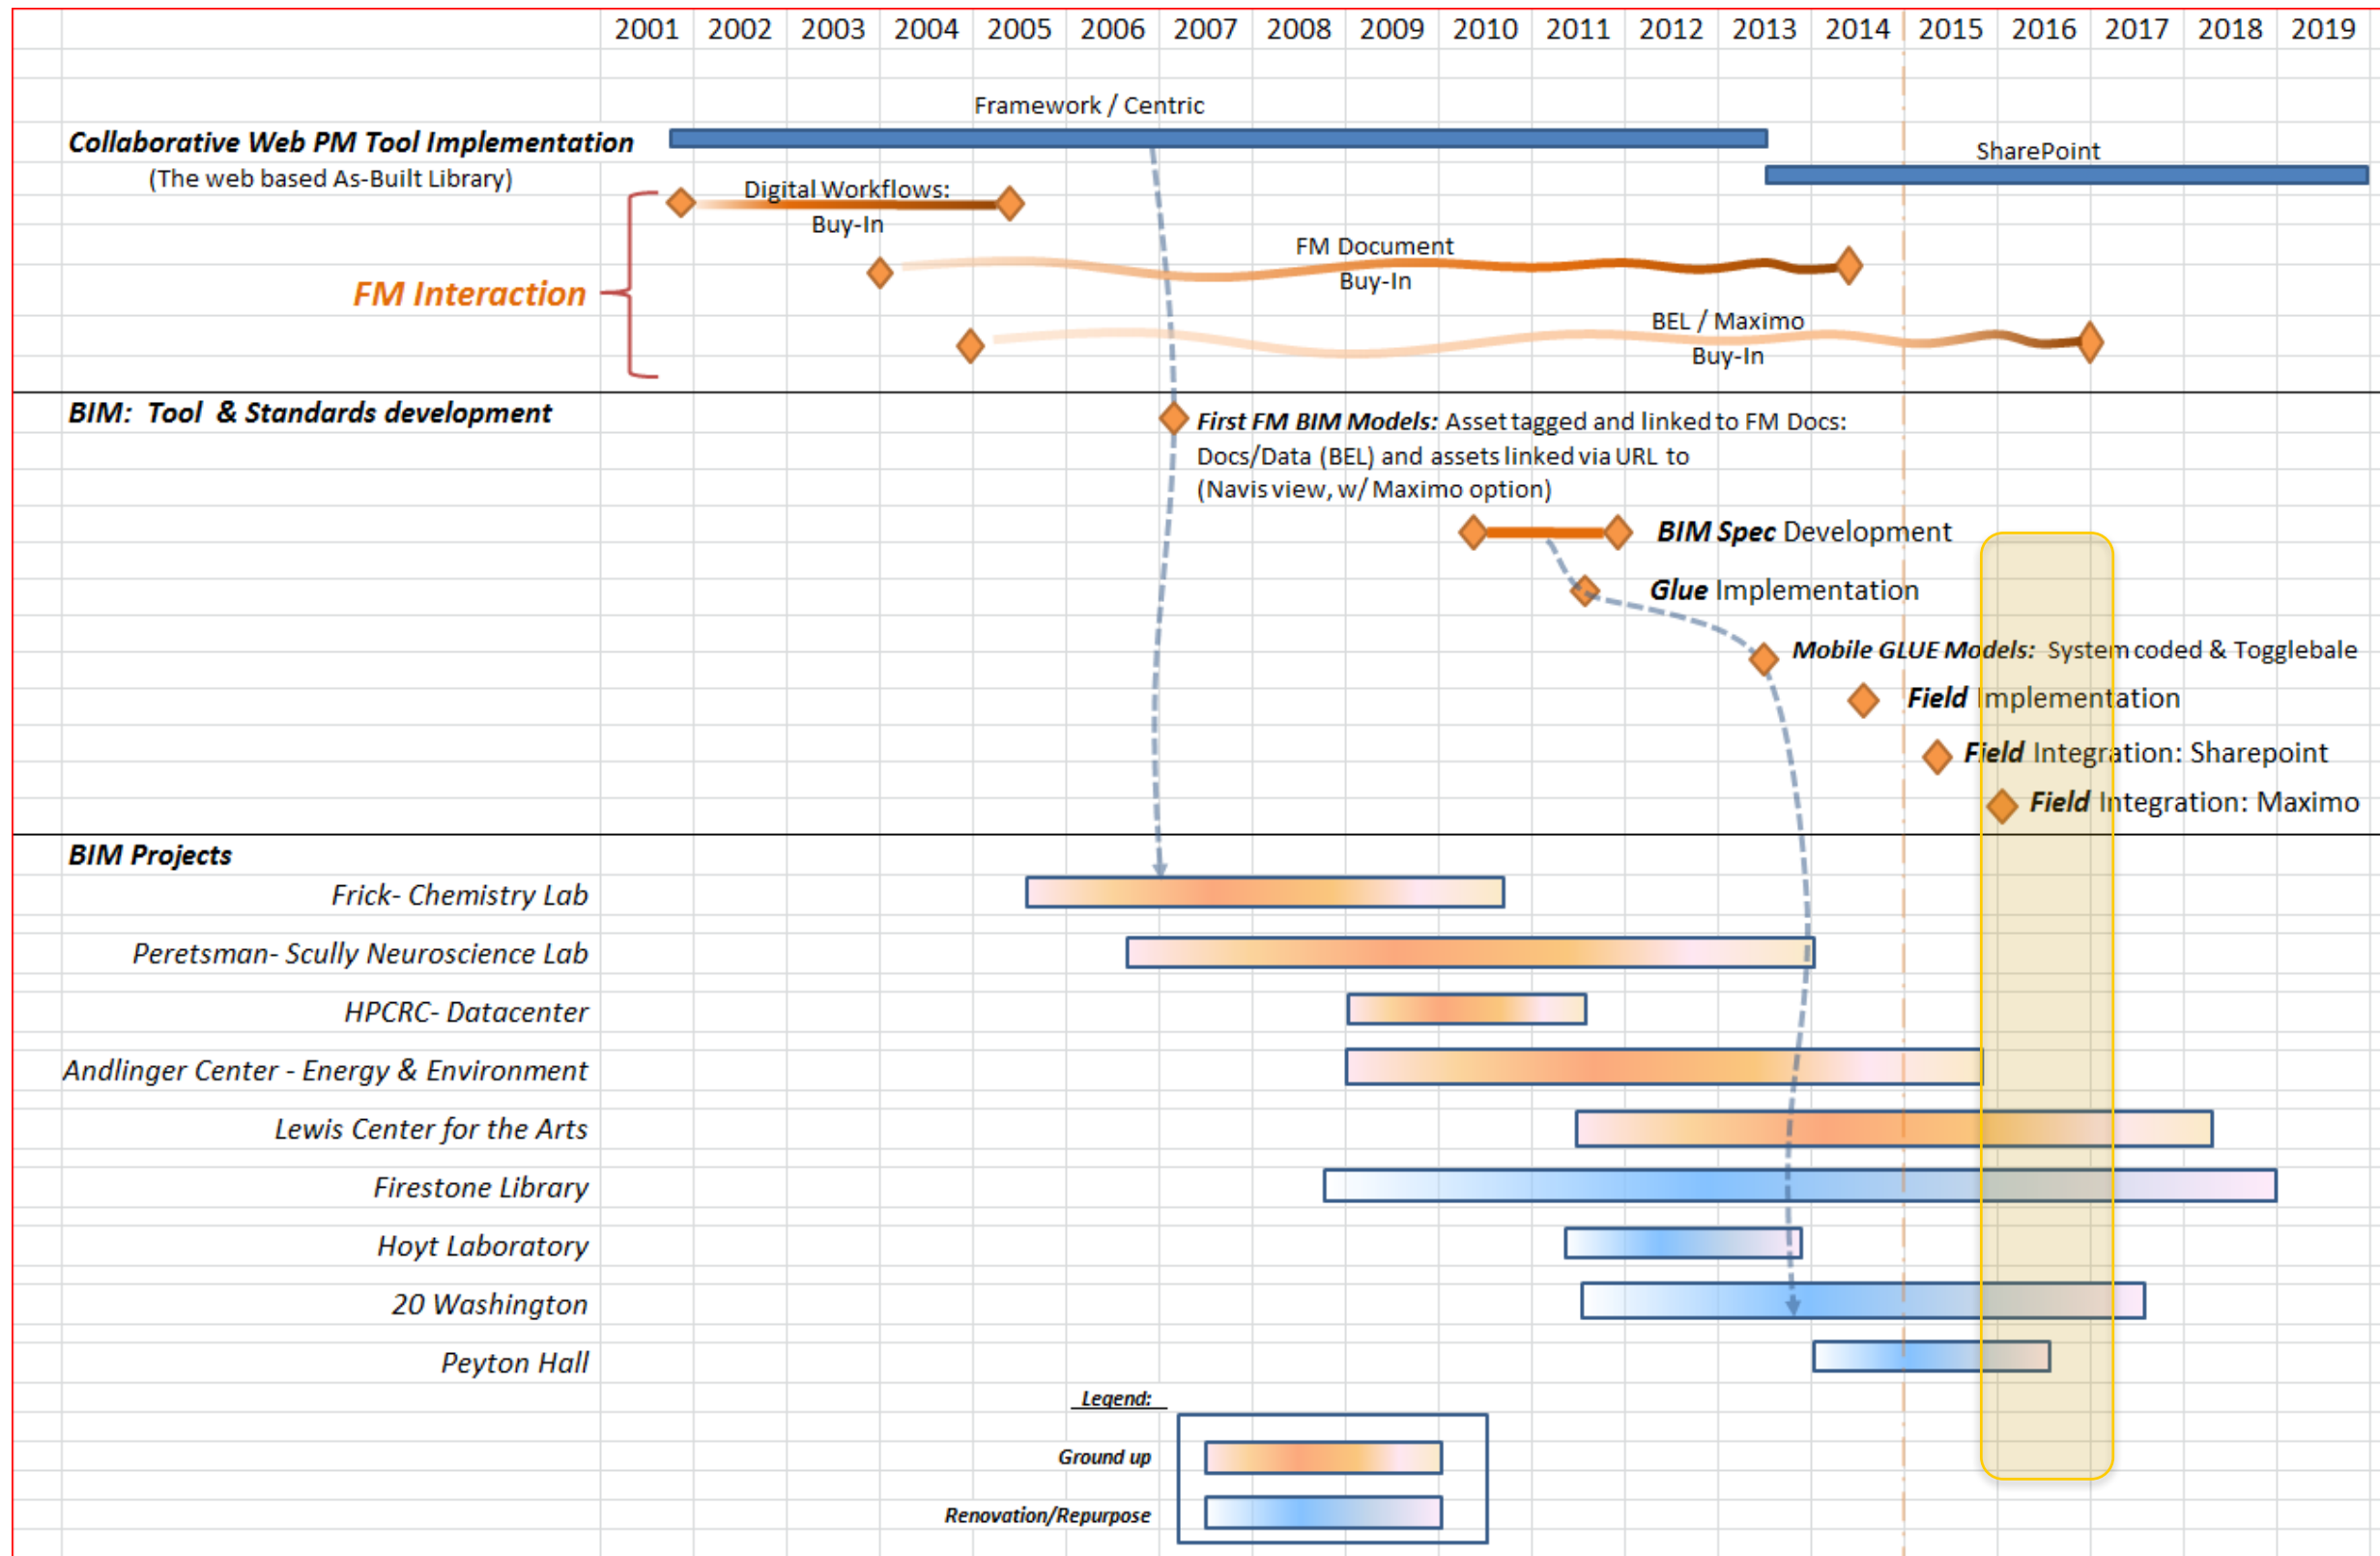 2001 2002 2003 2004 2005 2006 2007 2008 2009 2010 2011 2012 2013 2014 2015 2016 2017 2018 2019
Framework / Centric
Collaborative Web PM Tool Implementation
SharePoint
(The web based As-Built Library)
Digital Workflows:
Buy-In
FM Document
Buy-In
FM Interaction
BEL / Maximo
Buy-In
BIM: Tool & Standards development
First FM BIM Models: Asset tagged and linked to FM Docs:
Docs/Data (BEL) and assets linked via URL to
(Navis view, w/ Maximo option)
BIM Spec Development
Glue Implementation
Mobile GLUE Models: System coded & Togglebale
Field Implementation
Field Integration: Sharepoint
Field Integration: Maximo
BIM Projects
Frick- Chemistry Lab
Peretsman- Scully Neuroscience Lab
HPCRC- Datacenter
Andlinger Center - Energy & Environment
Lewis Center for the Arts
Firestone Library
Hoyt Laboratory
20 Washington
Peyton Hall
Legend:
Ground up
Renovation/Repurpose